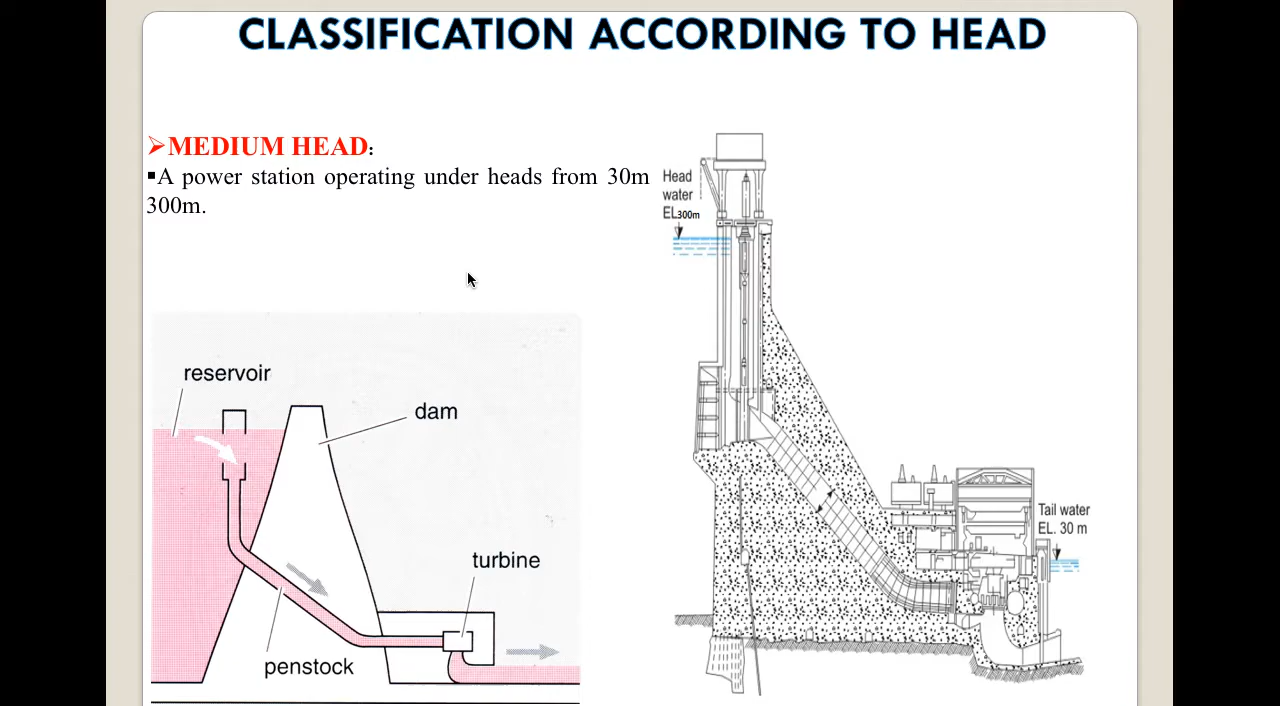 CLASSIFICATION ACCORDING TO HEAD
➢MEDIUM HEAD:
▪A power station operating under heads from 30m
300m.
Head
water
EL300m
Tail water
EL. 30 m
reservoir
dam
turbine
penstock